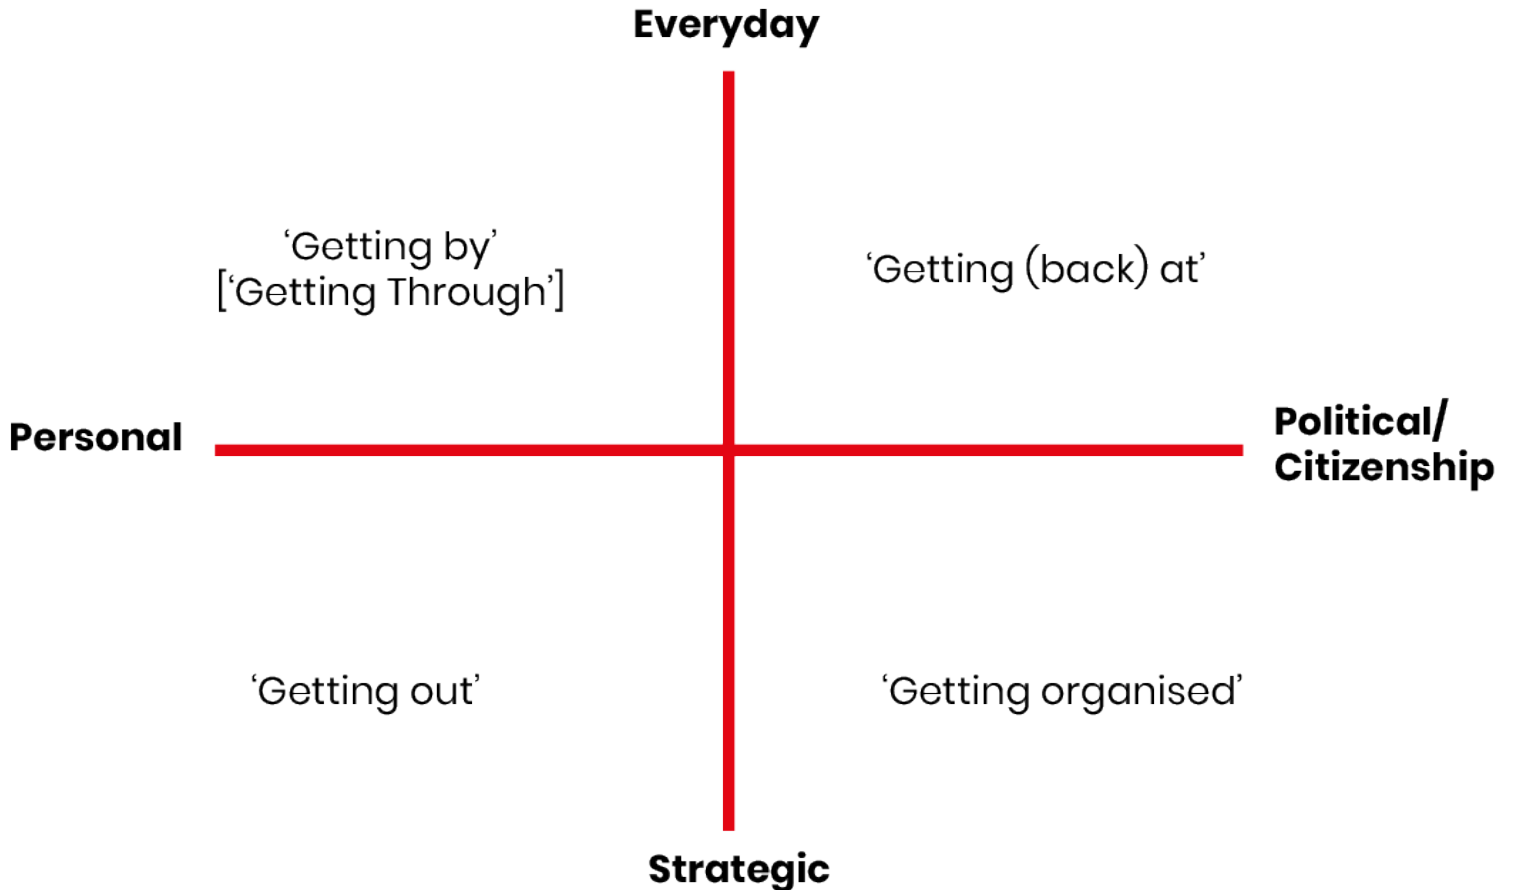 Everyday
‘Getting by’
[‘Getting Through’]
‘Getting (back) at’
Personal
Political/
Citizenship
‘Getting out’
‘Getting organised’
Strategic